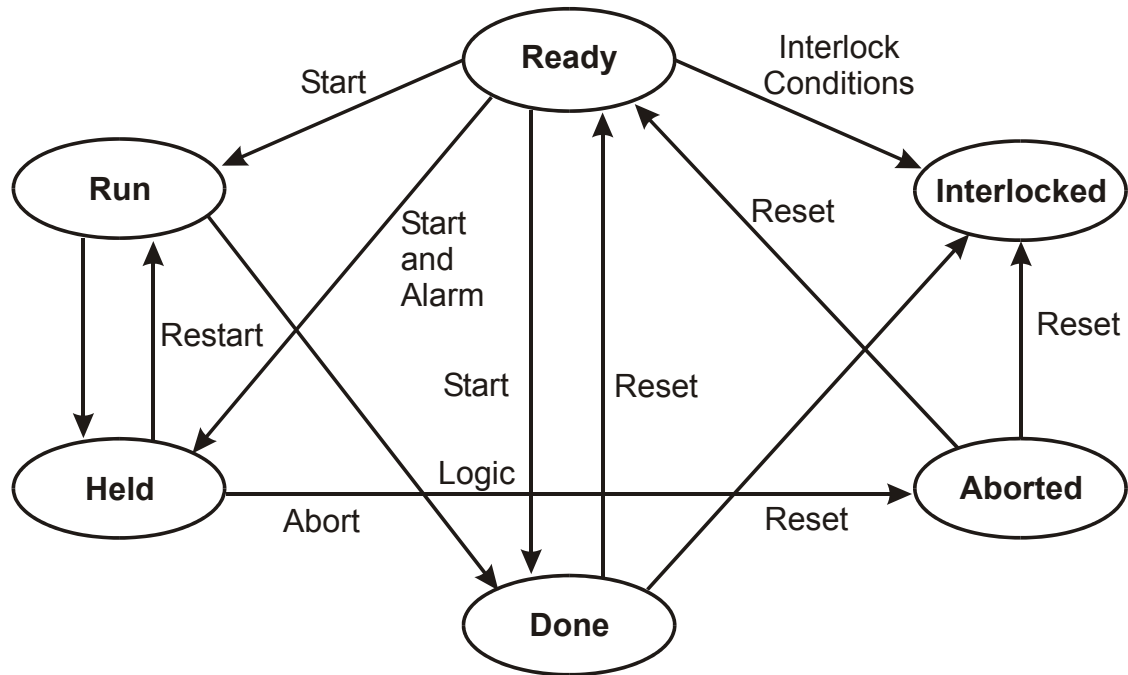 Ready
Interlock
Conditions
Start
Run
Interlocked
Reset
Start
and
Alarm
Restart
Reset
Start
Reset
Logic
Held
Aborted
Abort
Reset
Done